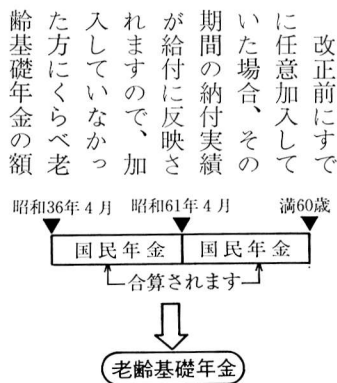 改正前にすで
に任意加入して
いた場合、その
期間の納付実績
が給付に反映さ
れますので、加
入していなかっ
た方にくらべ老
齢基礎年金の額
昭和36年4月 昭和61年4月 満60歳
国民年金 国民年金
合算されます
老齢基礎年金